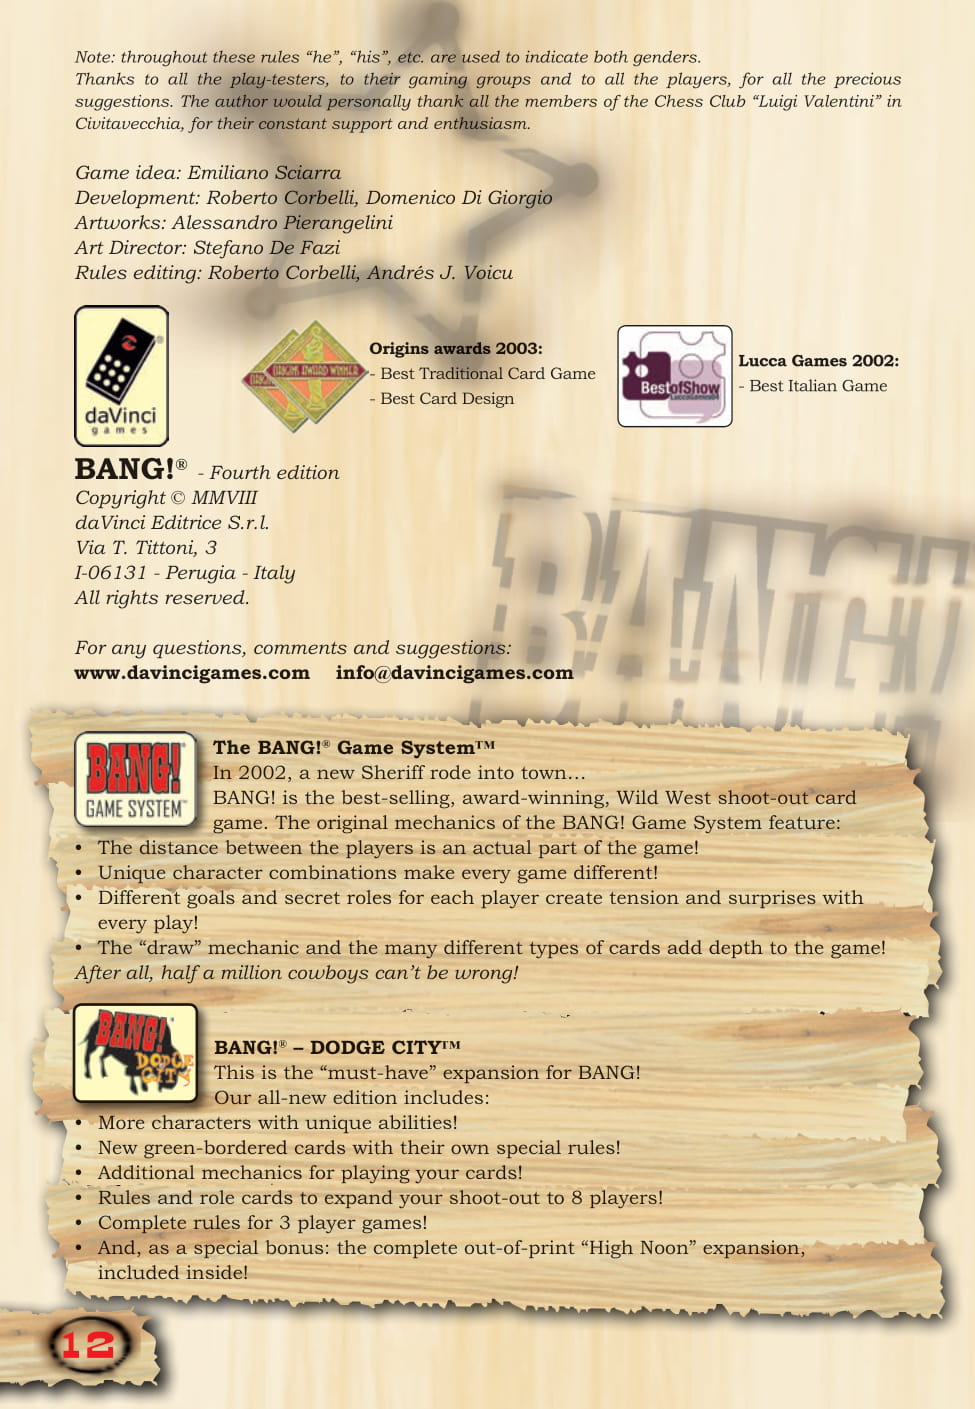 Note: throughout these rules “he”, “his”, etc. are used to indicate both genders.
Thanks to all the play-testers, to their gaming groups and to all the players, for all the precious
suggestions. The author would personally thank all the members of the Chess Club “Luigi Valentini” in
Civitavecchia, for their constant support and enthusiasm.
Game idea: Emiliano Sciarra
Development: Roberto Corbelli, Domenico Di Giorgio
Artworks: Alessandro Pierangelini
Art Director: Stefano De Fazi
Rules editing: Roberto Corbelli, Andrés J. Voicu
daVinci
games
ORIGINS AWARD WINNER
Origins awards 2003:
- Best Traditional Card Game
- Best Card Design
BestofShow
Lucca Games 2002:
- Best Italian Game
BANG!® - Fourth edition
Copyright © MMVIII
daVinci Editrice S.r.l.
Via T. Tittoni, 3
I-06131 - Perugia - Italy
All rights reserved.
BANG!
For any questions, comments and suggestions:
www.davincigames.com info@davincigames.com
BANG!
GAME SYSTEM™
The BANG!® Game System™
In 2002, a new Sheriff rode into town…
BANG! is the best-selling, award-winning, Wild West shoot-out card
game. The original mechanics of the BANG! Game System feature:
• The distance between the players is an actual part of the game!
• Unique character combinations make every game different!
• Different goals and secret roles for each player create tension and surprises with
every play!
• The “draw” mechanic and the many different types of cards add depth to the game!
After all, half a million cowboys can’t be wrong!
BANG!
DODGE
CITY
BANG!® – DODGE CITY™
This is the “must-have” expansion for BANG!
Our all-new edition includes:
• More characters with unique abilities!
• New green-bordered cards with their own special rules!
• Additional mechanics for playing your cards!
• Rules and role cards to expand your shoot-out to 8 players!
• Complete rules for 3 player games!
• And, as a special bonus: the complete out-of-print “High Noon” expansion,
included inside!
12